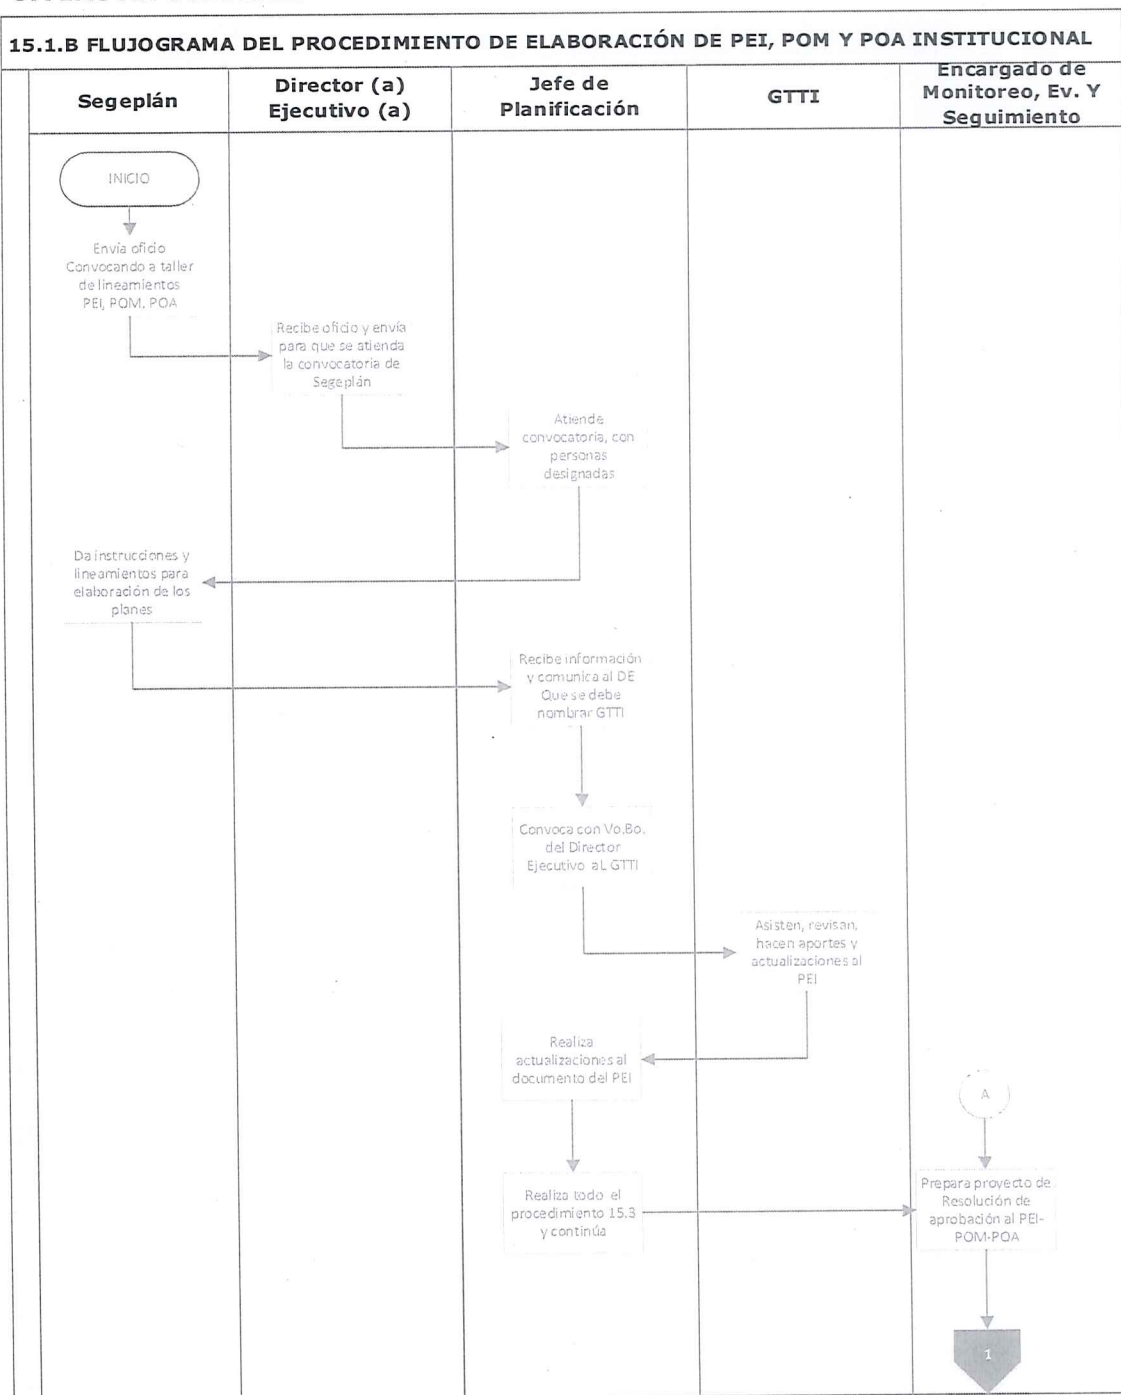 15.1.B FLUJOGRAMA DEL PROCEDIMIENTO DE ELABORACIÓN DE PEI, POM Y POA INSTITUCIONAL
Segeplán
Director (a)
Ejecutivo (a)
Jefe de
Planificación
GTTI
Encargado de
Monitoreo, Ev. Y
Seguimiento
INICIO
Envía oficio
Convocando a taller
de lineamientos
PEI, POM, POA
Recibe oficio y envía
para que se atienda
la convocatoria de
Segeplán
Atiende
convocatoria, con
personas
designadas
Da instrucciones y
lineamientos para
elaboración de los
planes
Recibe información
y comunica al DE
Que se debe
nombrar GTTI
Convoca con Vo.Bo.
del Director
Ejecutivo aL GTTI
Asisten, revisan,
hacen aportes y
actualizaciones al
PEI
Realiza
actualizaciones al
documento del PEI
A
Realiza todo el
procedimiento 15.3
y continúa
Prepara proyecto de
Resolución de
aprobación al PEI-
POM-POA
1